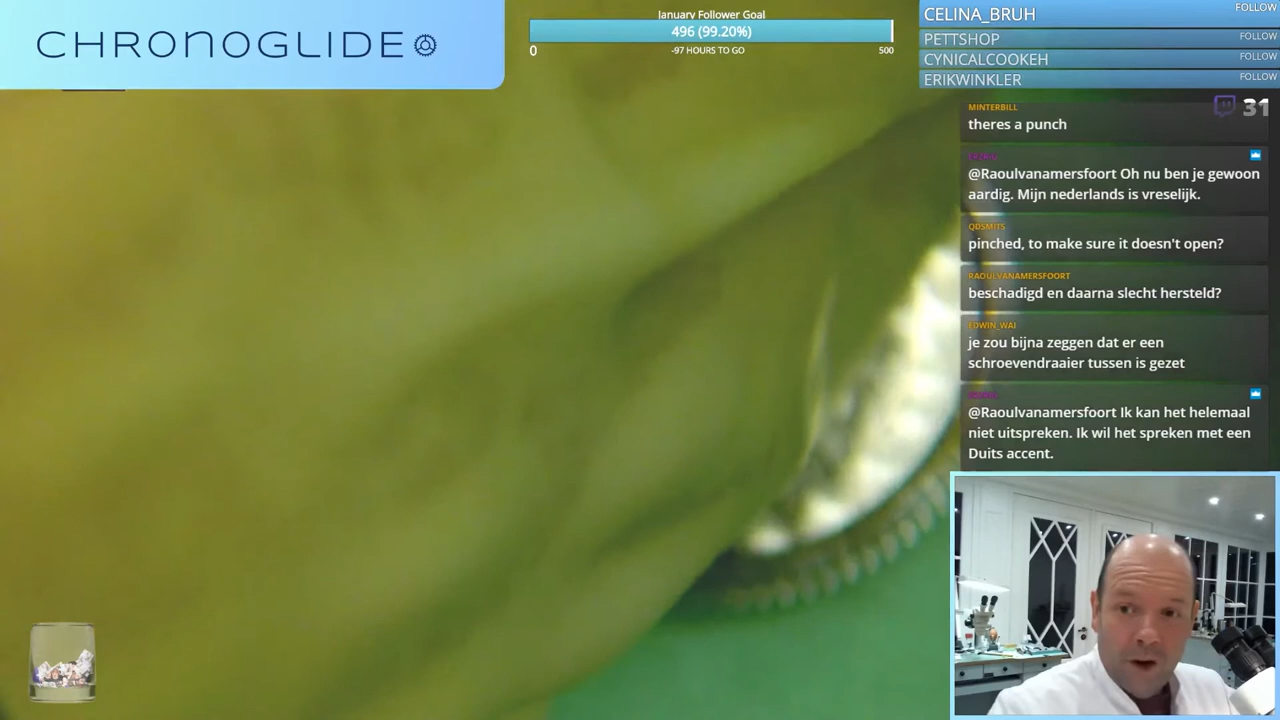 CHRONOGLIDE
January Follower Goal
496 (99.20%)
0
-97 HOURS TO GO
500
CELINA_BRUH FOLLOW
PETTSHOP FOLLOW
CYNICALCOOKEH FOLLOW
ERIKWINKLER FOLLOW
31
MINTERBILL
theres a punch
@Raoulvanamersfoort Oh nu ben je gewoon
aardig. Mijn nederlands is vreselijk.
QDSMITS
pinched, to make sure it doesn't open?
RAOULVANAMERSFOORT
beschadigd en daarna slecht hersteld?
EDWIN_WAI
je zou bijna zeggen dat er een
schroevendraaier tussen is gezet
@Raoulvanamersfoort Ik kan het helemaal
niet uitspreken. Ik wil het spreken met een
Duits accent.